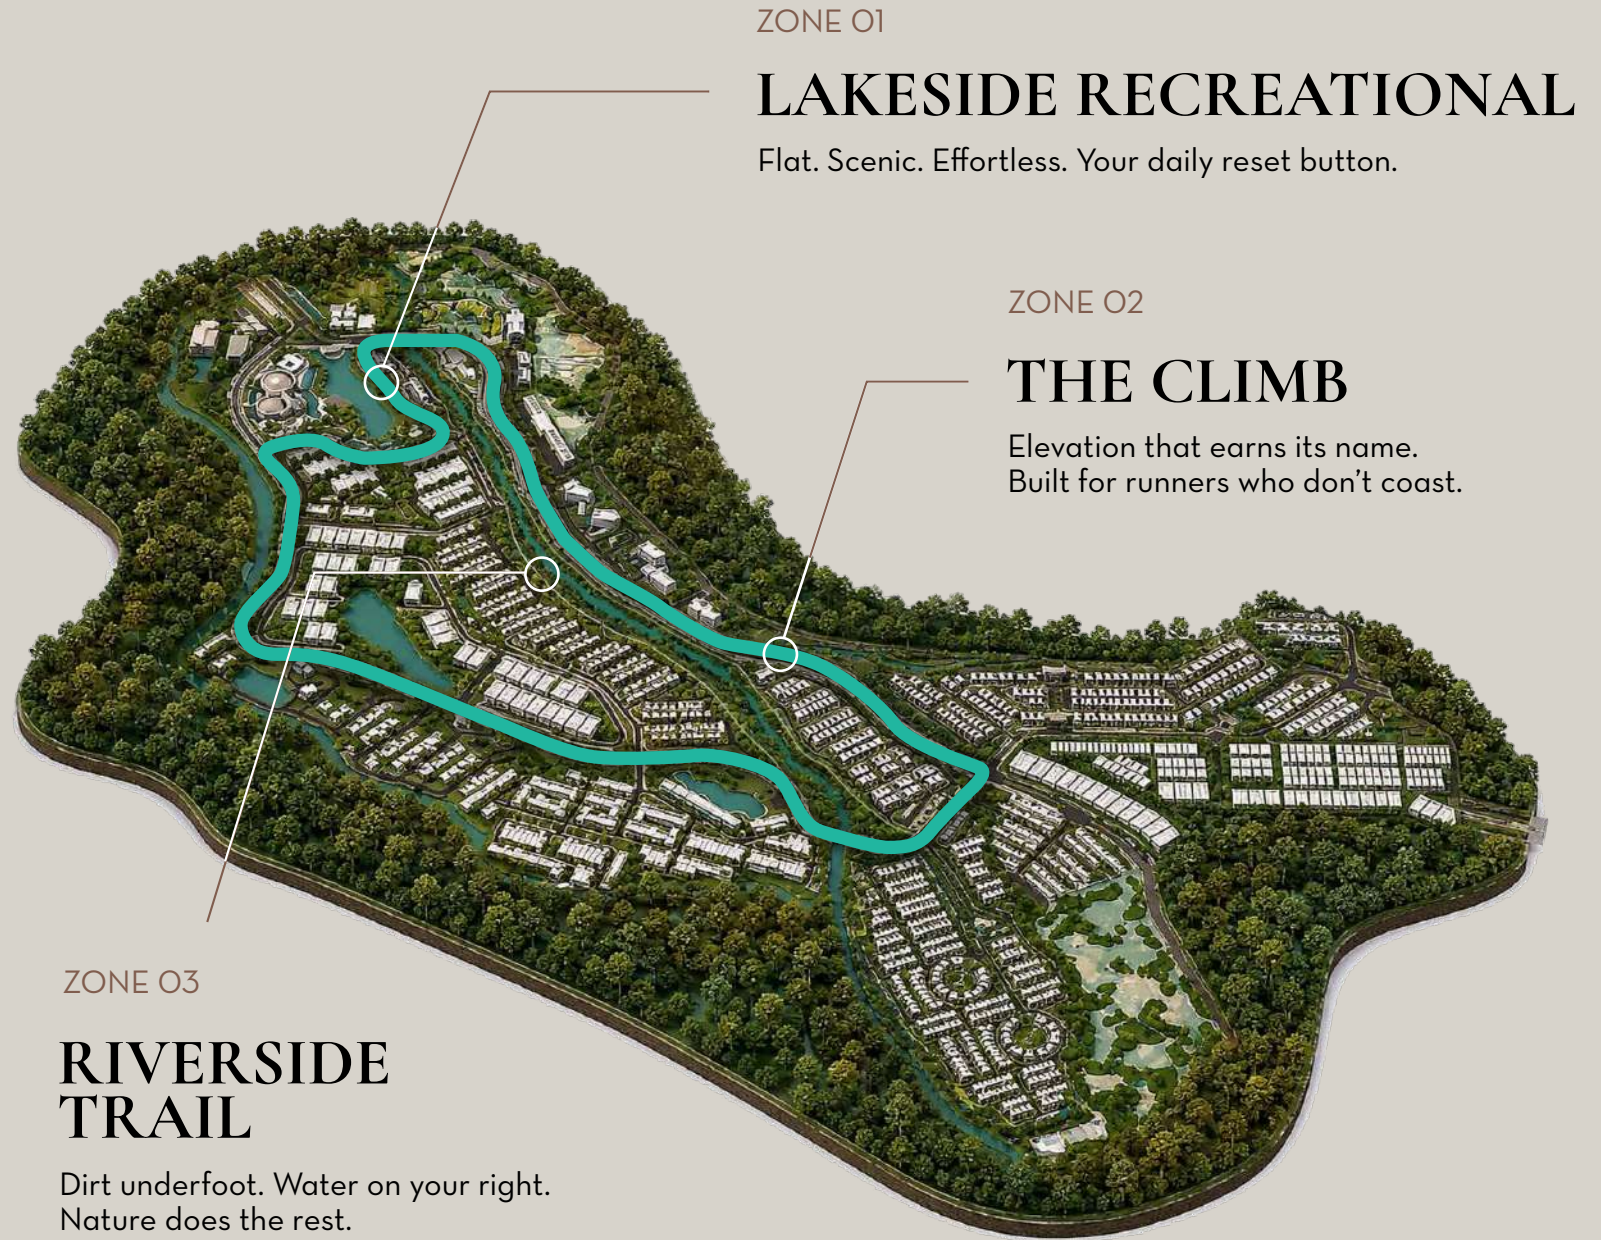 ZONE 01
LAKESIDE RECREATIONAL
Flat. Scenic. Effortless. Your daily reset button.
ZONE 02
THE CLIMB
Elevation that earns its name.
Built for runners who don’t coast.
ZONE 03
RIVERSIDE
TRAIL
Dirt underfoot. Water on your right.
Nature does the rest.